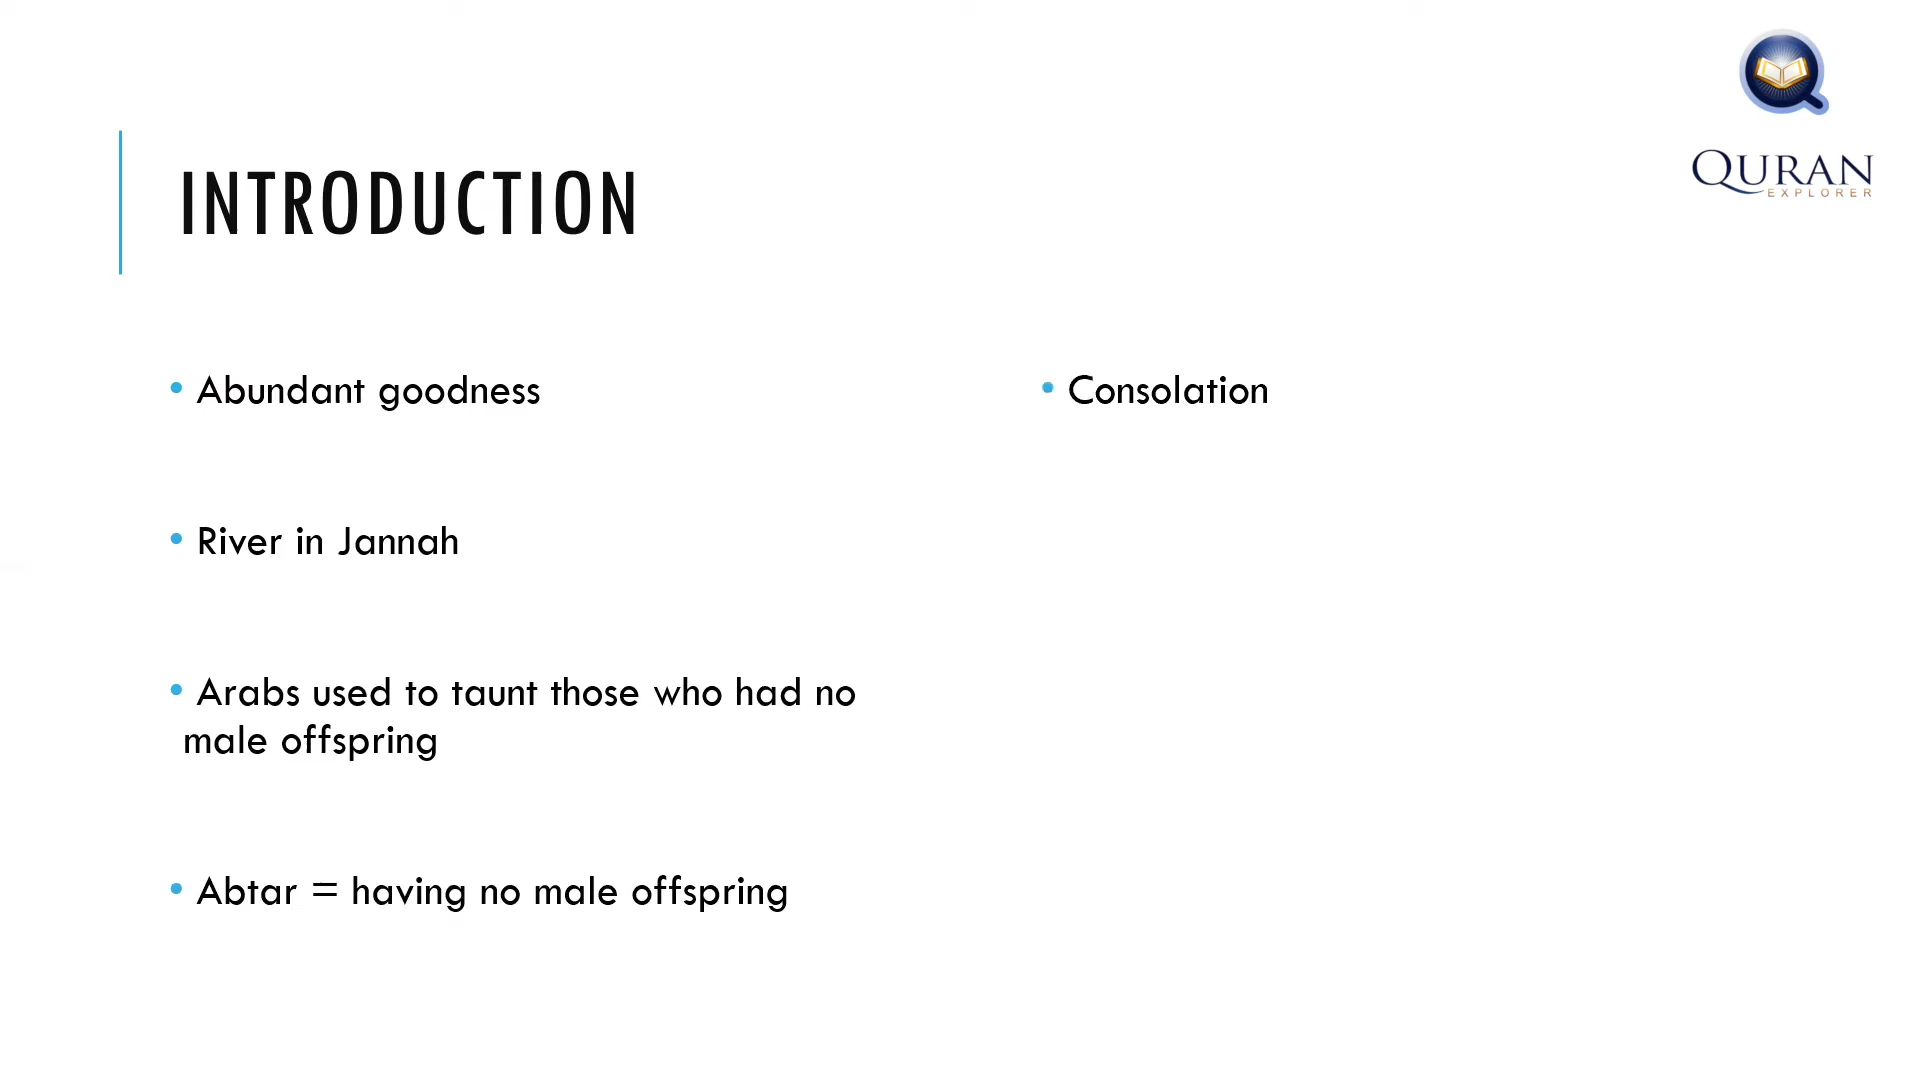 QURAN
EXPLORER
INTRODUCTION
• Abundant goodness
• River in Jannah
• Arabs used to taunt those who had no
male offspring
• Abtar = having no male offspring
• Consolation